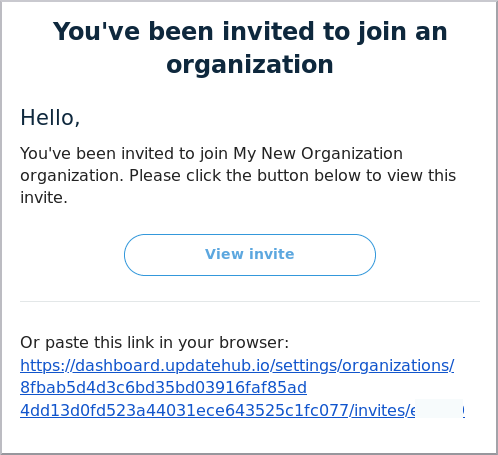 You've been invited to join an
organization
Hello,
You've been invited to join My New Organization
organization. Please click the button below to view this
invite.
View invite
Or paste this link in your browser:
https://dashboard.updatehub.io/settings/organizations/
8fbab5d4d3c6bd35bd03916faf85ad
4dd13d0fd523a44031ece643525c1fc077/invites/